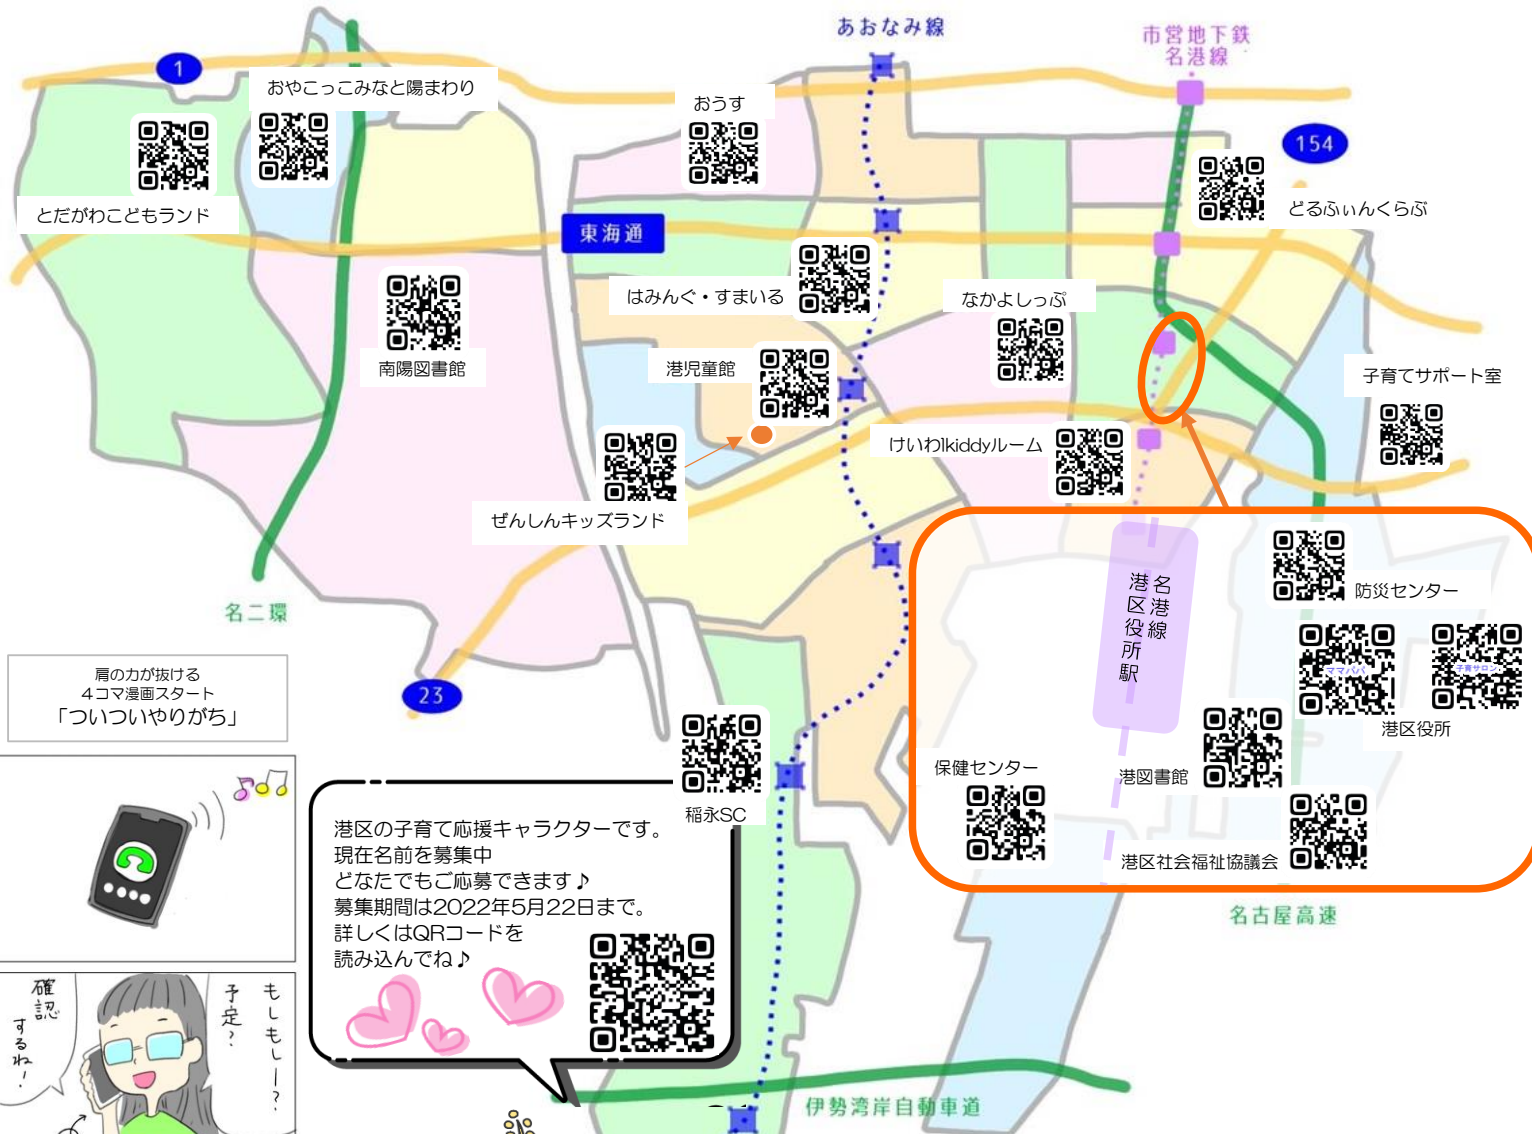 あおなみ線
市営地下鉄
名港線
1
おやこっこみなと陽まわり
おうす
154
とだがわこどもランド
どるふぃんくらぶ
東海通
はみんぐ・すまいる
なかよしっぷ
南陽図書館
港児童館
子育てサポート室
けいわ1kiddyルーム
ぜんしんキッズランド
名二環
23
名港線
港区役所駅
防災センター
ママパパ
子育サロン
港区役所
港図書館
保健センター
港区社会福祉協議会
名古屋高速
稲永SC
伊勢湾岸自動車道
肩の力が抜ける
4コマ漫画スタート
「ついついやりがち」
港区の子育て応援キャラクターです。
現在名前を募集中
どなたでもご応募できます♪
募集期間は2022年5月22日まで。
詳しくはQRコードを
読み込んでね♪
もしもしー?
予定?
確認
するね!